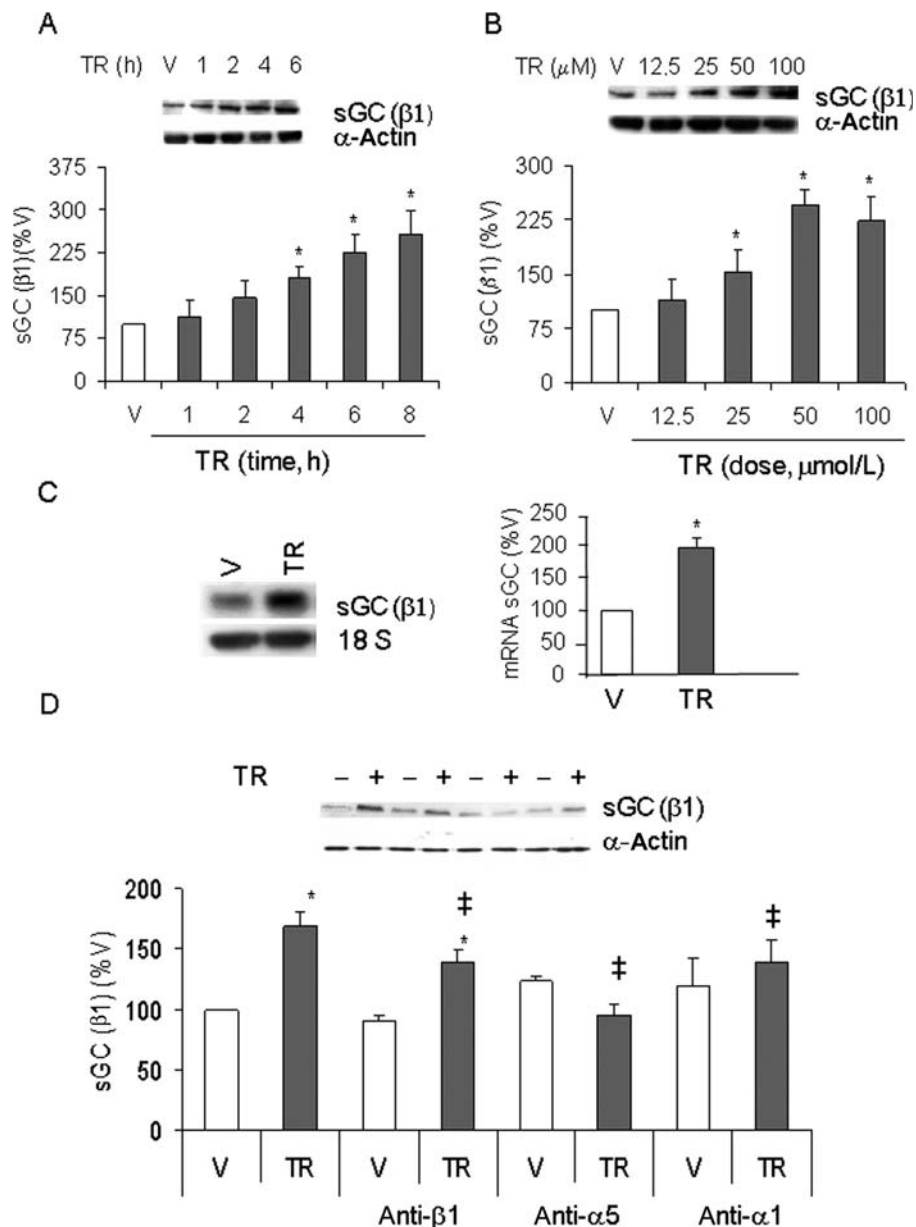 A
TR (h) V 1 2 4 6
sGC (β1)
α-Actin
sGC (β1)(%V)
375
300
225
150
75
0
*
*
*
V 1 2 4 6 8
TR (time, h)
B
TR (µM) V 12.5 25 50 100
sGC (β1)
α-Actin
sGC (β1) (%V)
300
225
150
75
0
*
*
*
V 12.5 25 50 100
TR (dose, µmol/L)
C
V TR
sGC (β1)
18 S
mRNA sGC (%V)
250
200
150
100
50
0
*
V TR
D
TR − + − + − + − +
sGC (β1)
α-Actin
sGC (β1) (%V)
200
150
100
50
0
*
‡
*
‡
‡
V TR V TR V TR V TR
Anti-β1 Anti-α5 Anti-α1